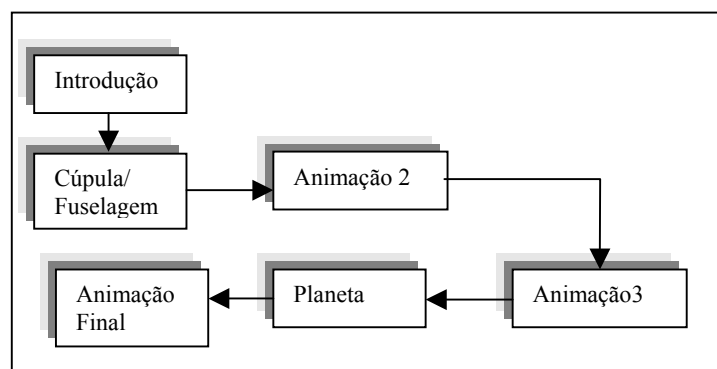 Introdução
Cúpula/
Fuselagem
Animação 2
Animação3
Planeta
Animação
Final